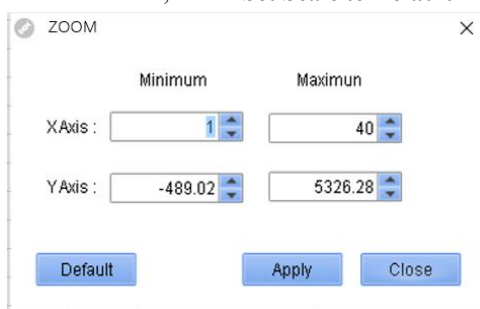 ZOOM
Minimum Maximun
XAxis : 1 40
YAxis : -489.02 5326.28
Default Apply Close